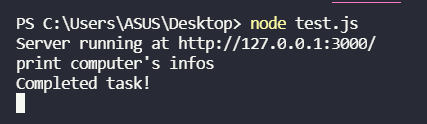 PS C:\Users\ASUS\Desktop> node test.js
Server running at http://127.0.0.1:3000/
print computer's infos
Completed task!